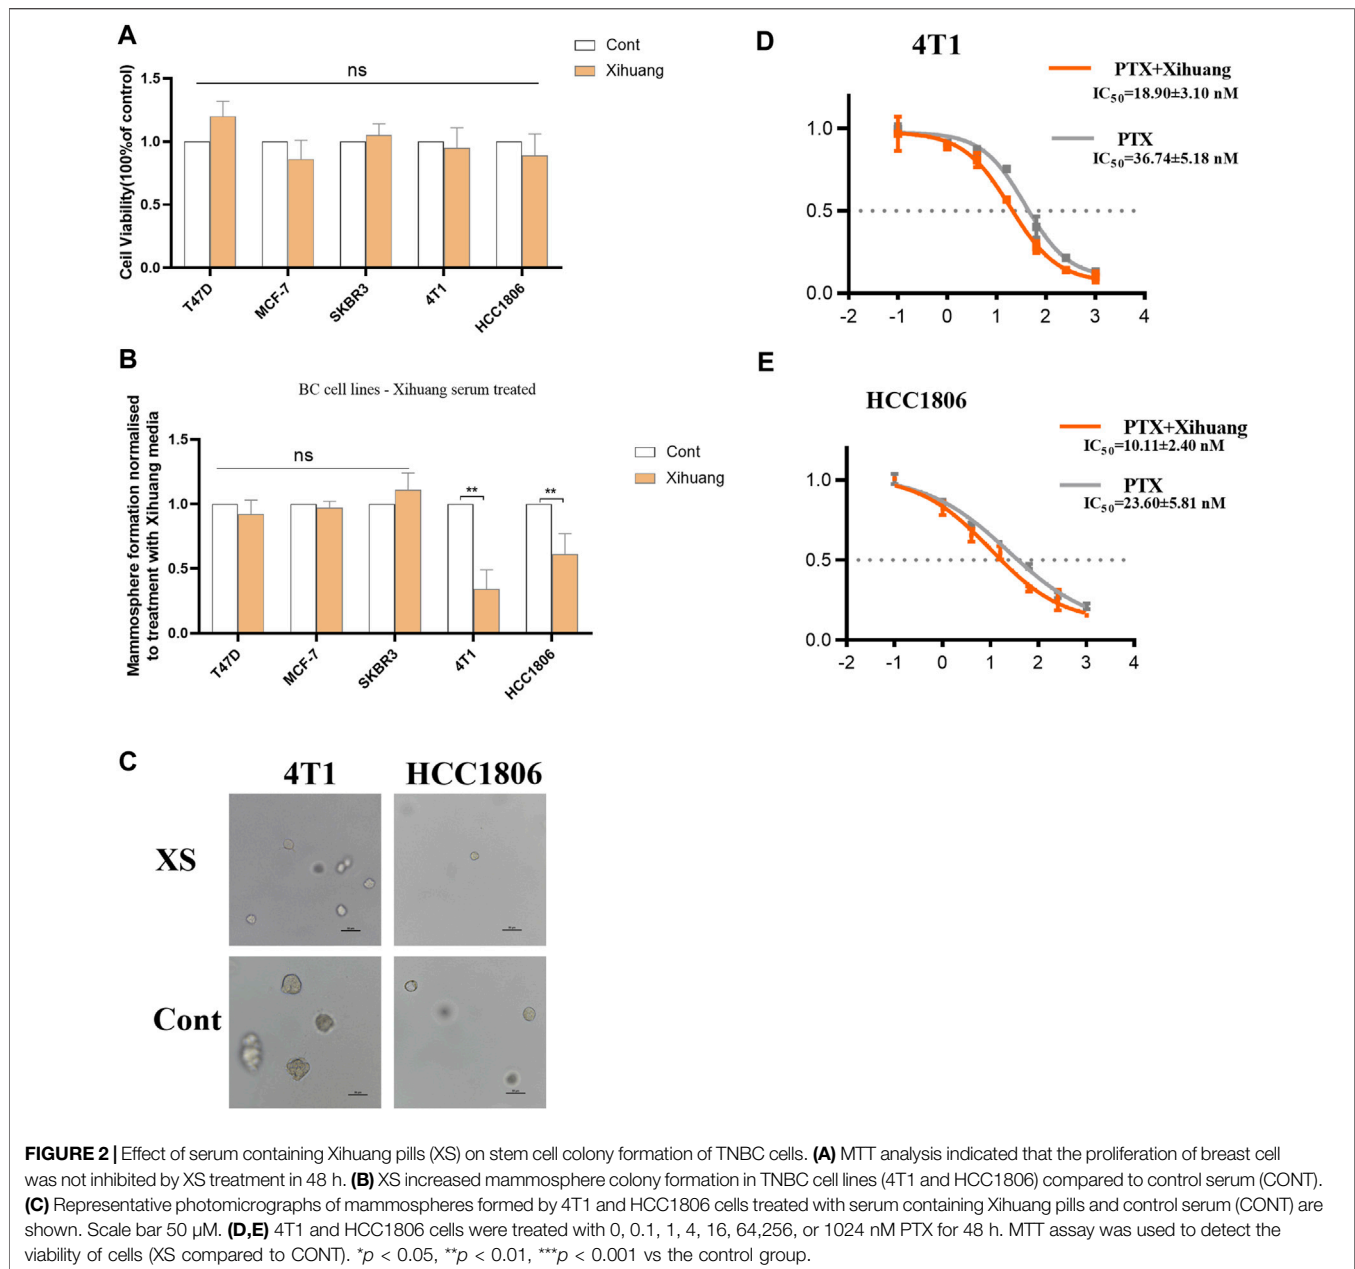 A
Cont
Xihuang
ns
Ceil Viability(100%of control)
1.5
1.0
0.5
0.0
T47D
MCF-7
SKBR3
4T1
HCC1806
B
BC cell lines - Xihuang serum treated
Mammosphere formation normalised
to treatment with Xihuang media
Cont
Xihuang
ns
**
**
1.5
1.0
0.5
0.0
T47D
MCF-7
SKBR3
4T1
HCC1806
C
4T1
HCC1806
XS
Cont
D
4T1
PTX+Xihuang
IC50=18.90±3.10 nM
PTX
IC50=36.74±5.18 nM
1.0
0.5
0.0
-2 -1 0 1 2 3 4
E
HCC1806
PTX+Xihuang
IC50=10.11±2.40 nM
PTX
IC50=23.60±5.81 nM
1.0
0.5
0.0
-2 -1 0 1 2 3 4
FIGURE 2 | Effect of serum containing Xihuang pills (XS) on stem cell colony formation of TNBC cells. (A) MTT analysis indicated that the proliferation of breast cell
was not inhibited by XS treatment in 48 h. (B) XS increased mammosphere colony formation in TNBC cell lines (4T1 and HCC1806) compared to control serum (CONT).
(C) Representative photomicrographs of mammospheres formed by 4T1 and HCC1806 cells treated with serum containing Xihuang pills and control serum (CONT) are
shown. Scale bar 50 μM. (D,E) 4T1 and HCC1806 cells were treated with 0, 0.1, 1, 4, 16, 64,256, or 1024 nM PTX for 48 h. MTT assay was used to detect the
viability of cells (XS compared to CONT). *p < 0.05, **p < 0.01, ***p < 0.001 vs the control group.